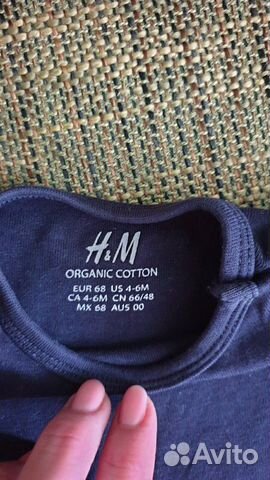 H&M
ORGANIC COTTON
EUR 68 US 4-6M
CA 4-6M CN 66/48
MX 68 AUS 00
Avito